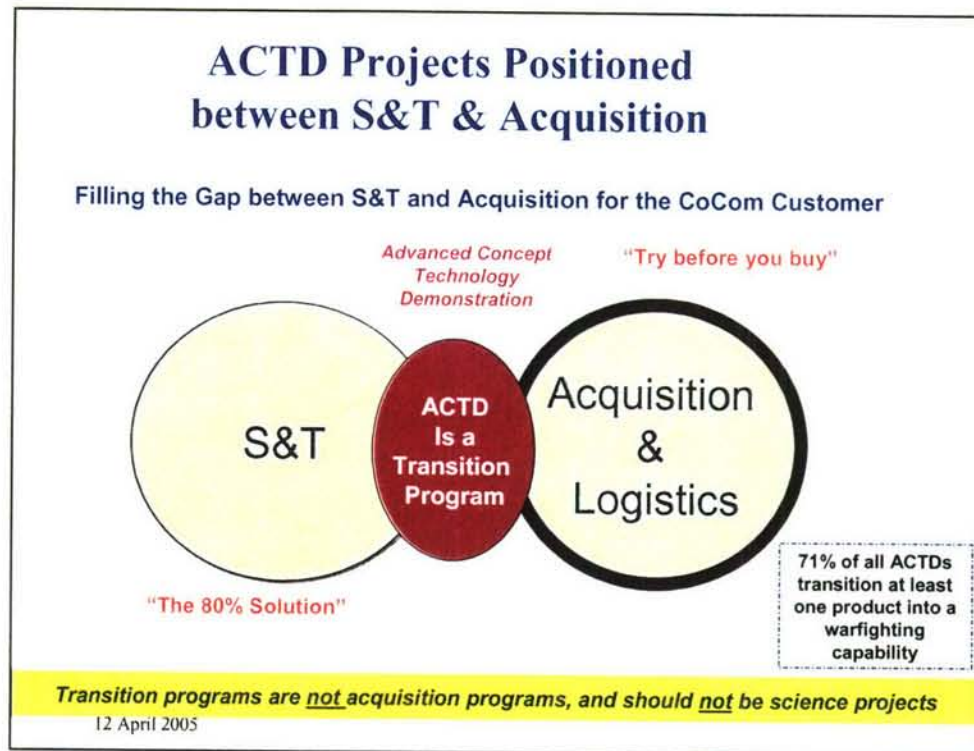 ACTD Projects Positioned
between S&T & Acquisition
Filling the Gap between S&T and Acquisition for the CoCom Customer
Advanced Concept
Technology
Demonstration
"Try before you buy"
S&T
ACTD
Is a
Transition
Program
Acquisition
&
Logistics
"The 80% Solution"
71% of all ACTDs
transition at least
one product into a
warfighting
capability
Transition programs are not acquisition programs, and should not be science projects
12 April 2005